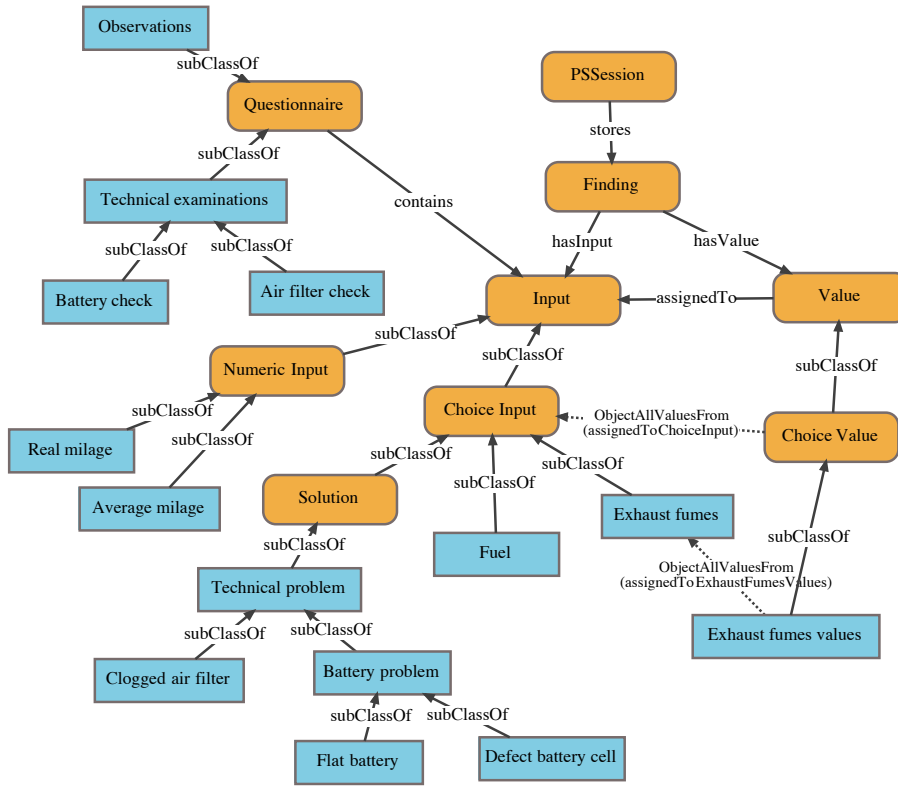 Observations
subClassOf
PSSession
Questionnaire
stores
subClassOf
Finding
Technical examinations
contains
subClassOf
hasInput
hasValue
subClassOf
Battery check
Air filter check
Input
assignedTo
Value
subClassOf
subClassOf
subClassOf
Numeric Input
subClassOf
Choice Input
ObjectAllValuesFrom
(assignedToChoiceInput)
Choice Value
Real milage
subClassOf
subClassOf
subClassOf
subClassOf
Average milage
Solution
Exhaust fumes
subClassOf
subClassOf
Fuel
ObjectAllValuesFrom
(assignedToExhaustFumesValues)
Technical problem
subClassOf
subClassOf
Exhaust fumes values
Clogged air filter
Battery problem
subClassOf
subClassOf
Flat battery
Defect battery cell